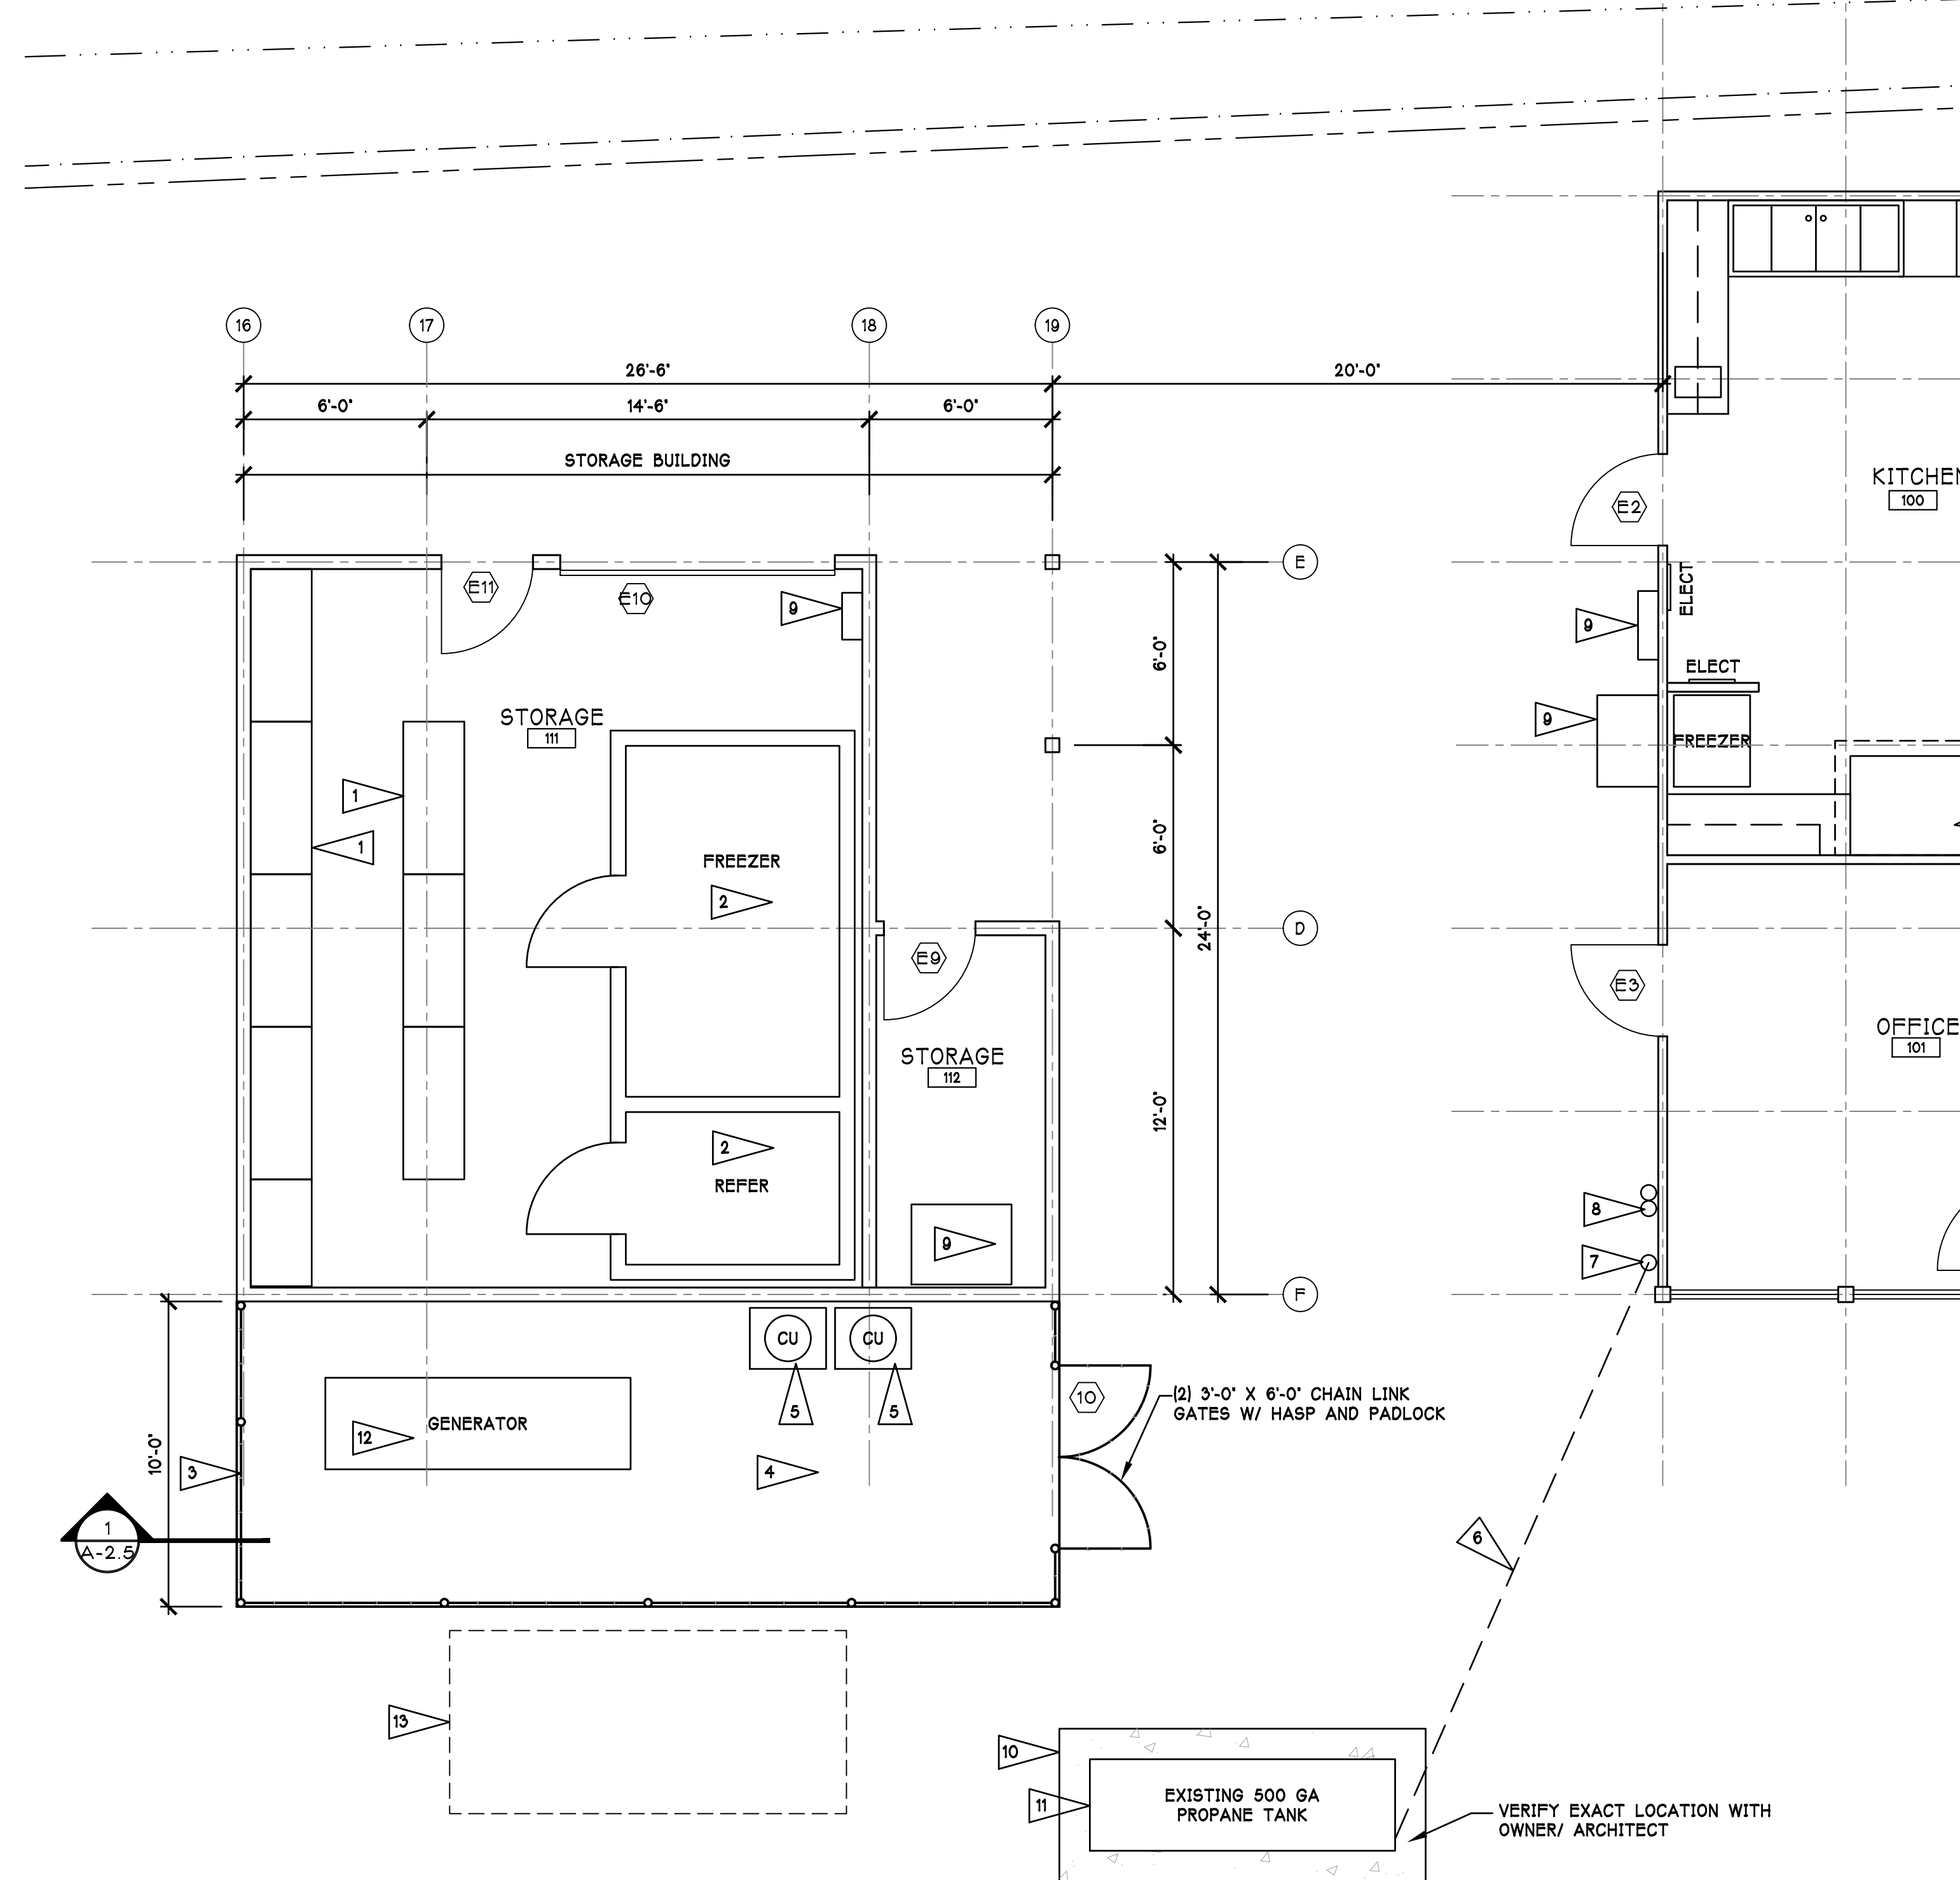 16
17
18
19
26'-6"
20'-0"
6'-0"
14'-6"
6'-0"
STORAGE BUILDING
KITCHEN
100
E2
E
E11
E10
9
ELECT
9
6'-0"
ELECT
STORAGE
111
9
FREEZER
1
1
6'-0"
FREEZER
2
24'-0"
D
E9
E3
OFFICE
101
STORAGE
112
12'-0"
2
REFER
8
9
7
F
CU
CU
10
(2) 3'-0" X 6'-0" CHAIN LINK
GATES W/ HASP AND PADLOCK
5
5
GENERATOR
12
10'-0"
3
4
1
A-2.5
6
13
10
EXISTING 500 GA
PROPANE TANK
11
VERIFY EXACT LOCATION WITH
OWNER/ ARCHITECT